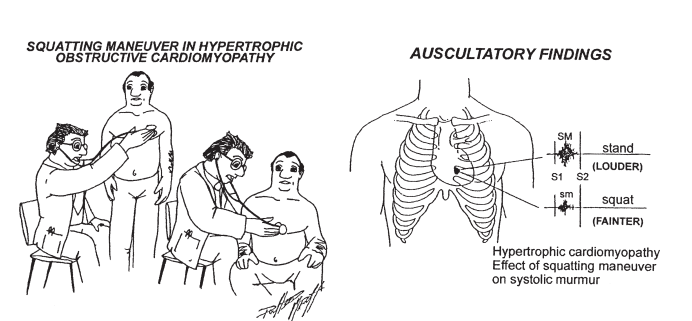 SQUATTING MANEUVER IN HYPERTROPHIC
OBSTRUCTIVE CARDIOMYOPATHY
AUSCULTATORY FINDINGS
SM
stand
(LOUDER)
S1 S2
sm
squat
(FAINTER)
Hypertrophic cardiomyopathy
Effect of squatting maneuver
on systolic murmur